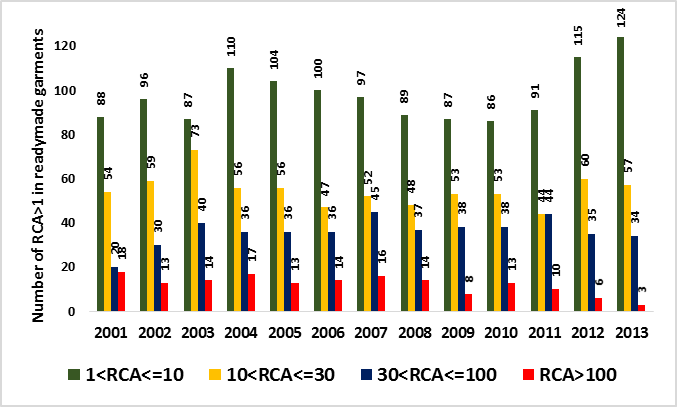 Number of RCA>1 in readymade garments
120
100
80
60
40
20
0
88 54 20 18
96 59 30 13
87 73 40 14
110 56 36 17
104 56 36 13
100 47 36 14
97 52 45 16
89 48 37 14
87 53 38 8
86 53 38 13
91 44 44 10
115 60 35 6
124 57 34 3
2001 2002 2003 2004 2005 2006 2007 2008 2009 2010 2011 2012 2013
1<RCA<=10 10<RCA<=30 30<RCA<=100 RCA>100